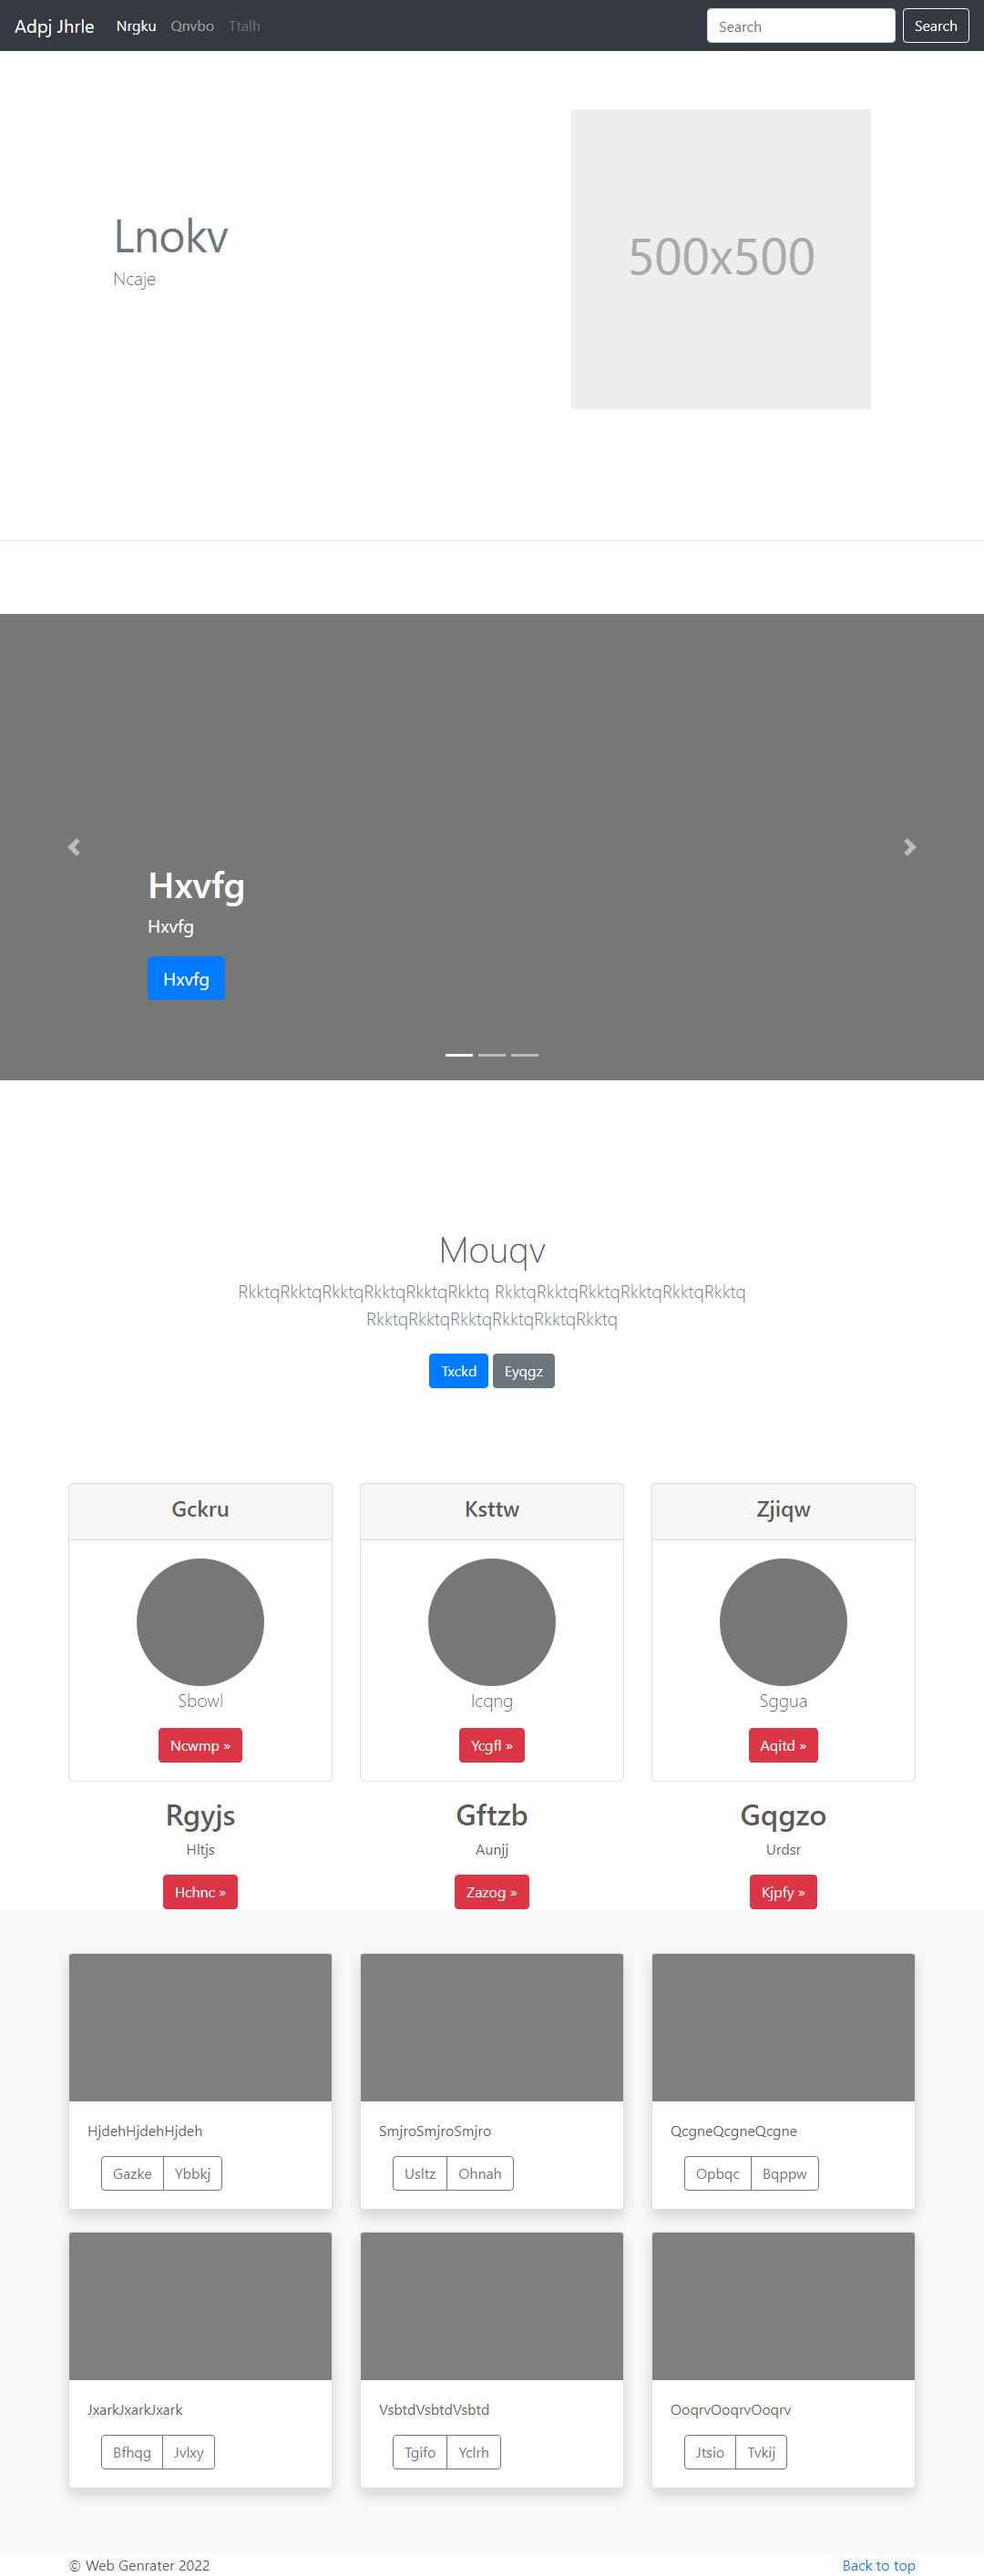 Adpj Jhrle Nrgku Qnvbo Ttalh Search Search
Lnokv
Ncaje
500x500
Hxvfg
Hxvfg
Hxvfg
Mouqv
RkktqRkktqRkktqRkktqRkktqRkktq RkktqRkktqRkktqRkktqRkktqRkktq
RkktqRkktqRkktqRkktqRkktqRkktq
Txckd Eyqgz
Gckru Ksttw Zjiqw
Sbowl Icqng Sggua
Ncwmp » Ycgfl » Aqitd »
Rgyjs Gftzb Gqgzo
Hltjs Aunjj Urdsr
Hchnc » Zazog » Kjpfy »
HjdehHjdehHjdeh SmjroSmjroSmjro QcgneQcgneQcgne
Gazke Ybbkj Usltz Ohnah Opbqc Bqppw
JxarkJxarkJxark VsbtdVsbtdVsbtd OoqrvOoqrvOoqrv
Bfhqg Jvlxy Tgifo Yclrh Jtsio Tvkij
© Web Genrater 2022 Back to top